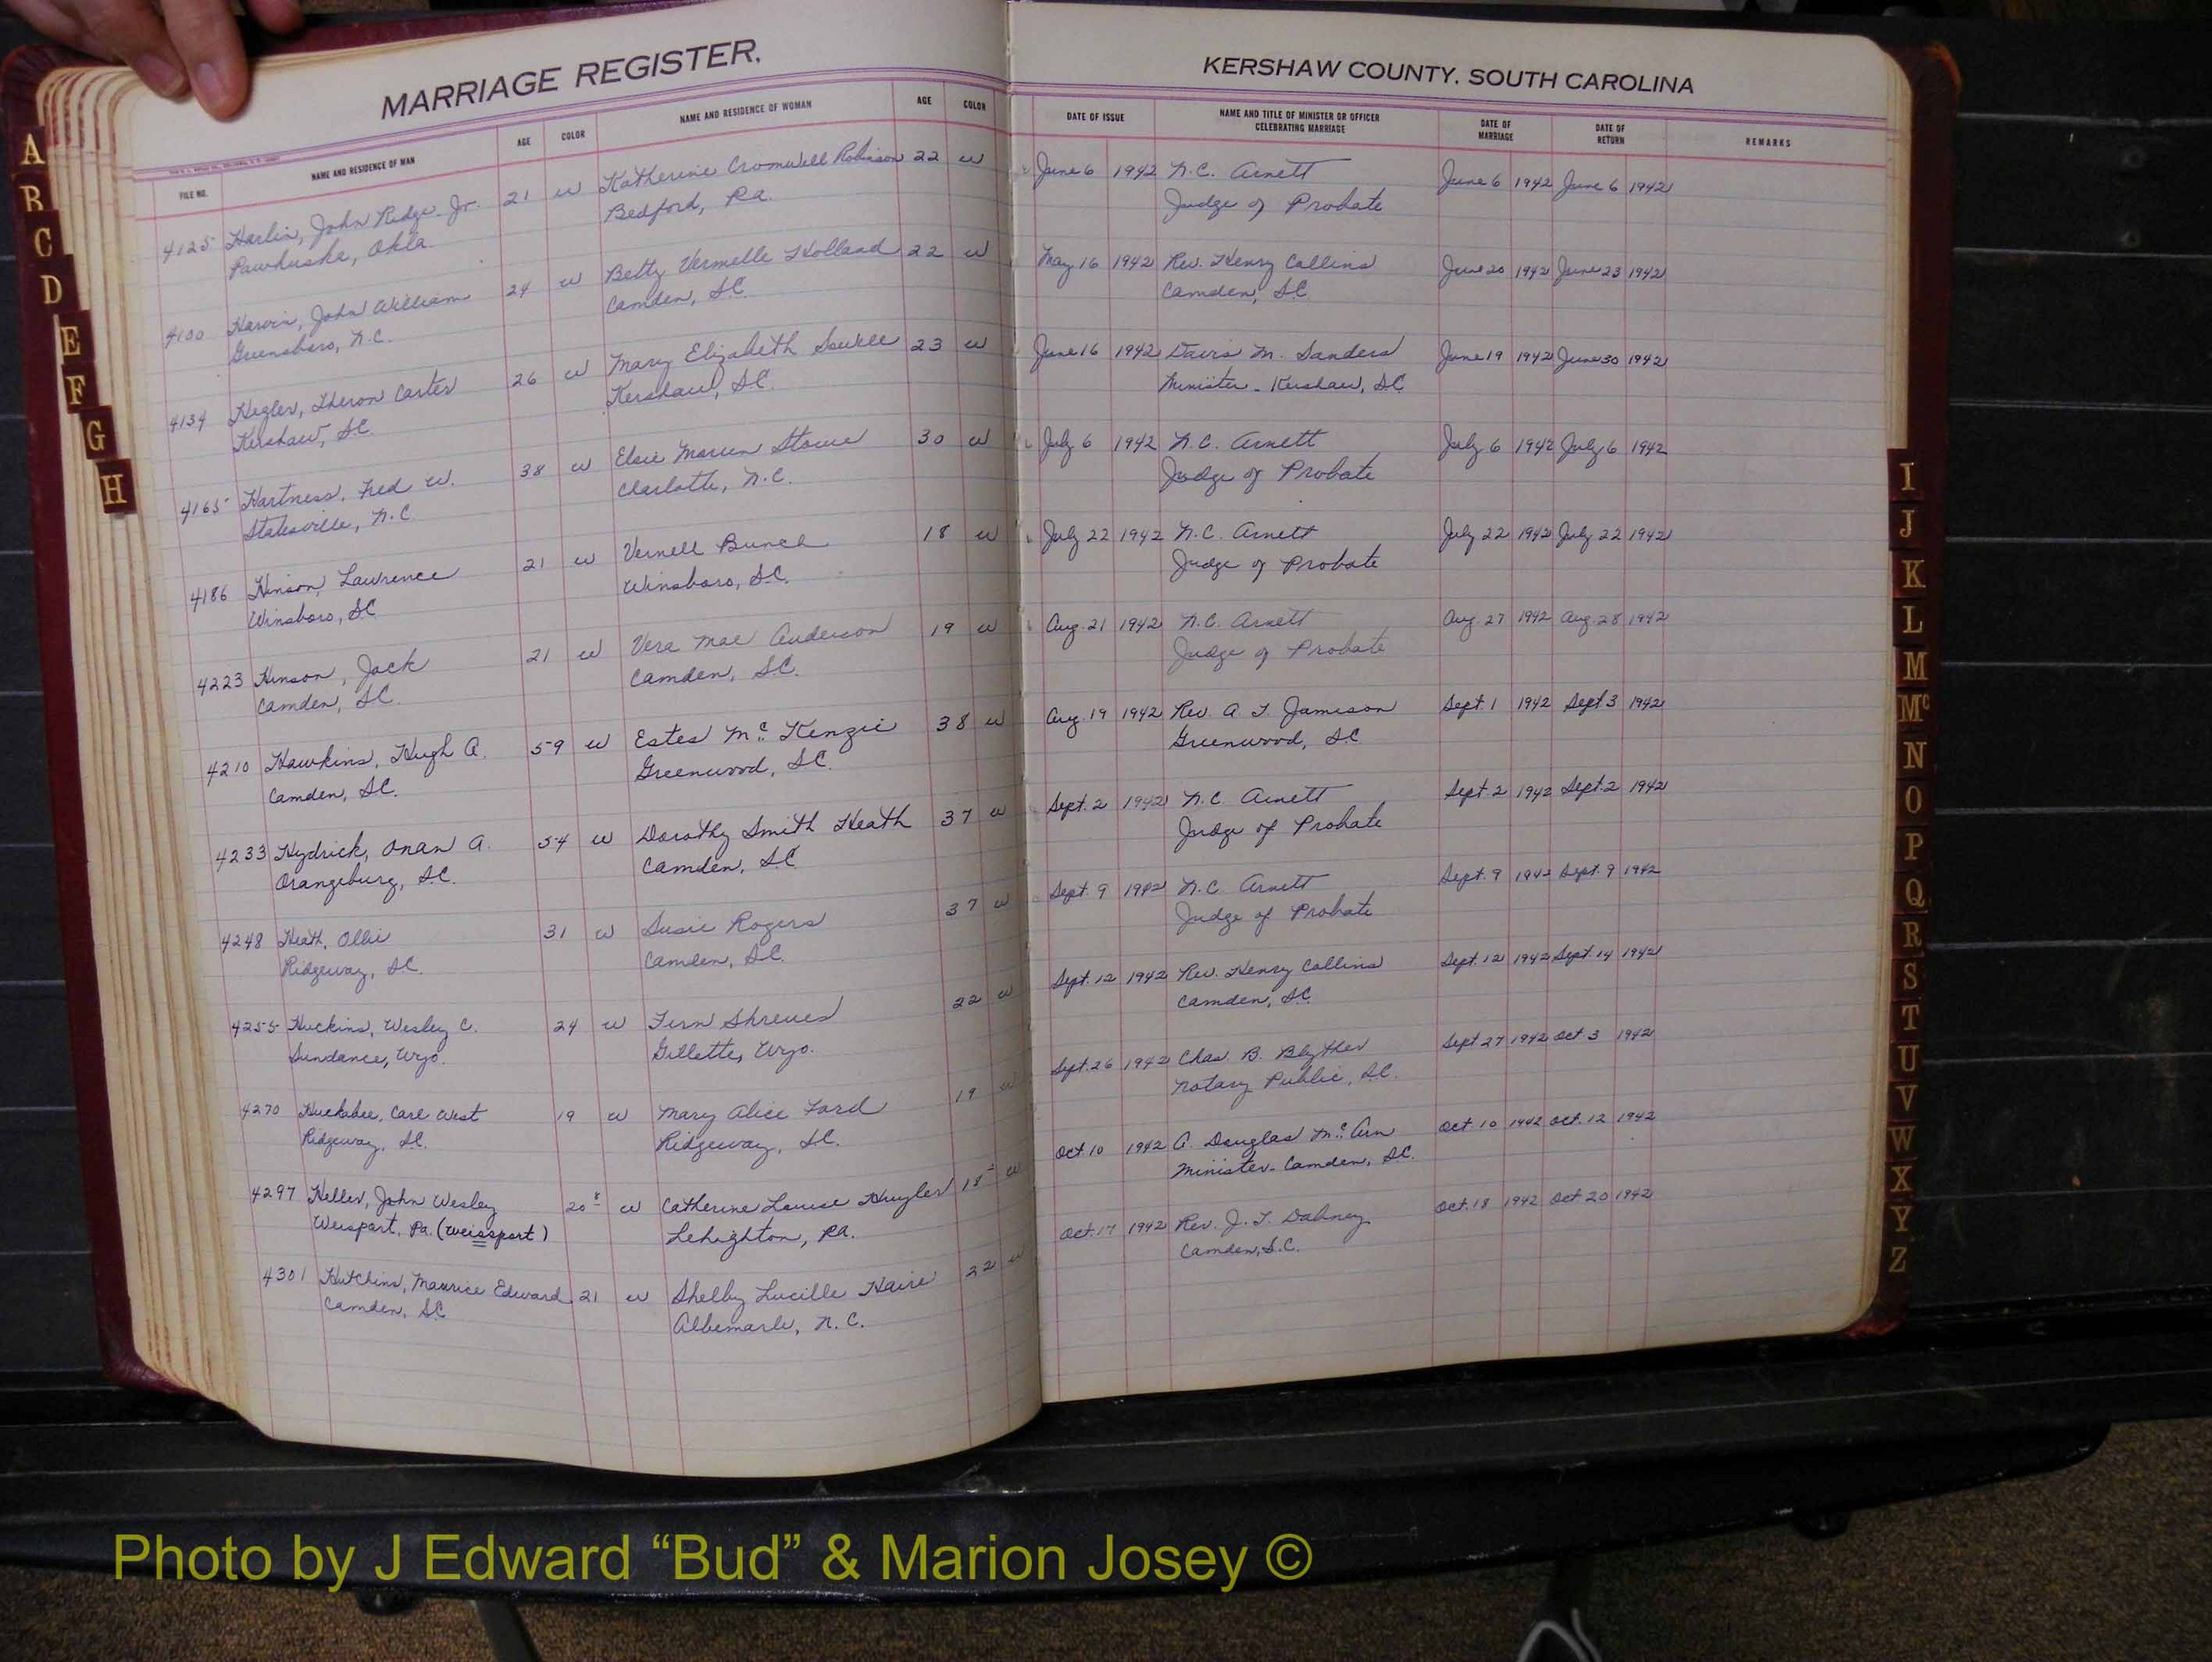 MARRIAGE REGISTER.
FILE NO. NAME AND RESIDENCE OF MAN AGE COLOR NAME AND RESIDENCE OF WOMAN AGE COLOR
4125 Harlin, John Ridge Jr. 21 w Katherine Cromwell Robinson 22 w
Pawhuska, Okla. Bedford, Pa.
4100 Harvin, John William 24 w Betty Vermelle Holland 22 w
Greensboro, N.C. Camden, S.C.
4134 Hegler, Theron Carter 26 w Mary Elizabeth Sowell 23 w
Kershaw, S.C. Kershaw, S.C.
4165 Hartness, Fred W. 38 w Elsie Stowe 30 w
Statesville, N.C. Charlotte, N.C.
4186 Hinson, Lawrence 21 w Vernell Bunch 18 w
Winsboro, S.C. Winsboro, S.C.
4223 Hinson, Jack 21 w Vera Mae Anderson 19 w
Camden, S.C. Camden, S.C.
4210 Hawkins, Hugh A. 59 w Estes McKenzie 38 w
Camden, S.C. Greenwood, S.C.
4233 Hydrick, Onan A. 54 w Dorothy Smith Heath 37 w
Orangeburg, S.C. Camden, S.C.
4248 Heath, Ollie 31 w Susie Rogers 37 w
Ridgeway, S.C. Camden, S.C.
4255 Huckins, Wesley C. 24 w Fern Shreves 22 w
Sundance, Wyo. Gillette, Wyo.
4270 Huckabee, Carl West 19 w Mary Alice Ford 19 w
Ridgeway, S.C. Ridgeway, S.C.
4297 Heller, John Wesley 20 w Catherine Louise Huyler 18 w
Weisport, Pa. (Weissport) Lehighton, Pa.
4301 Hutchins, Maurice Edward 21 w Shelby Lucille Haire 22 w
Camden, S.C. Albemarle, N.C.
KERSHAW COUNTY, SOUTH CAROLINA
DATE OF ISSUE NAME AND TITLE OF MINISTER OR OFFICER CELEBRATING MARRIAGE DATE OF MARRIAGE DATE OF RETURN REMARKS
June 6 1942 N.C. Arnett June 6 1942 June 6 1942
Judge of Probate
May 16 1942 Rev. Henry Collins June 20 1942 June 23 1942
Camden, S.C.
June 16 1942 Davis M. Sanders June 19 1942 June 30 1942
Minister - Kershaw, S.C.
July 6 1942 N.C. Arnett July 6 1942 July 6 1942
Judge of Probate
July 22 1942 N.C. Arnett July 22 1942 July 22 1942
Judge of Probate
Aug. 21 1942 N.C. Arnett Aug. 27 1942 Aug. 28 1942
Judge of Probate
Aug. 19 1942 Rev. A. T. Jamison Sept. 1 1942 Sept 3 1942
Greenwood, S.C.
Sept. 2 1942 N.C. Arnett Sept. 2 1942 Sept. 2 1942
Judge of Probate
Sept. 9 1942 N.C. Arnett Sept. 9 1942 Sept. 9 1942
Judge of Probate
Sept. 12 1942 Rev. Henry Collins Sept. 12 1942 Sept. 14 1942
Camden, S.C.
Sept. 26 1942 Chas. B. Blyther Sept 27 1942 Oct. 3 1942
Notary Public, S.C.
Oct. 10 1942 A. Douglas McArn Oct 10 1942 Oct. 12 1942
Minister - Camden, S.C.
Oct. 17 1942 Rev. J. T. Dabney Oct. 18 1942 Oct 20 1942
Camden, S.C.
A
B
C
D
E
F
G
H
I
J
K
L
M
Mc
N
O
P
Q
R
S
T
U
V
W
X
Y
Z
Photo by J Edward “Bud” & Marion Josey ©